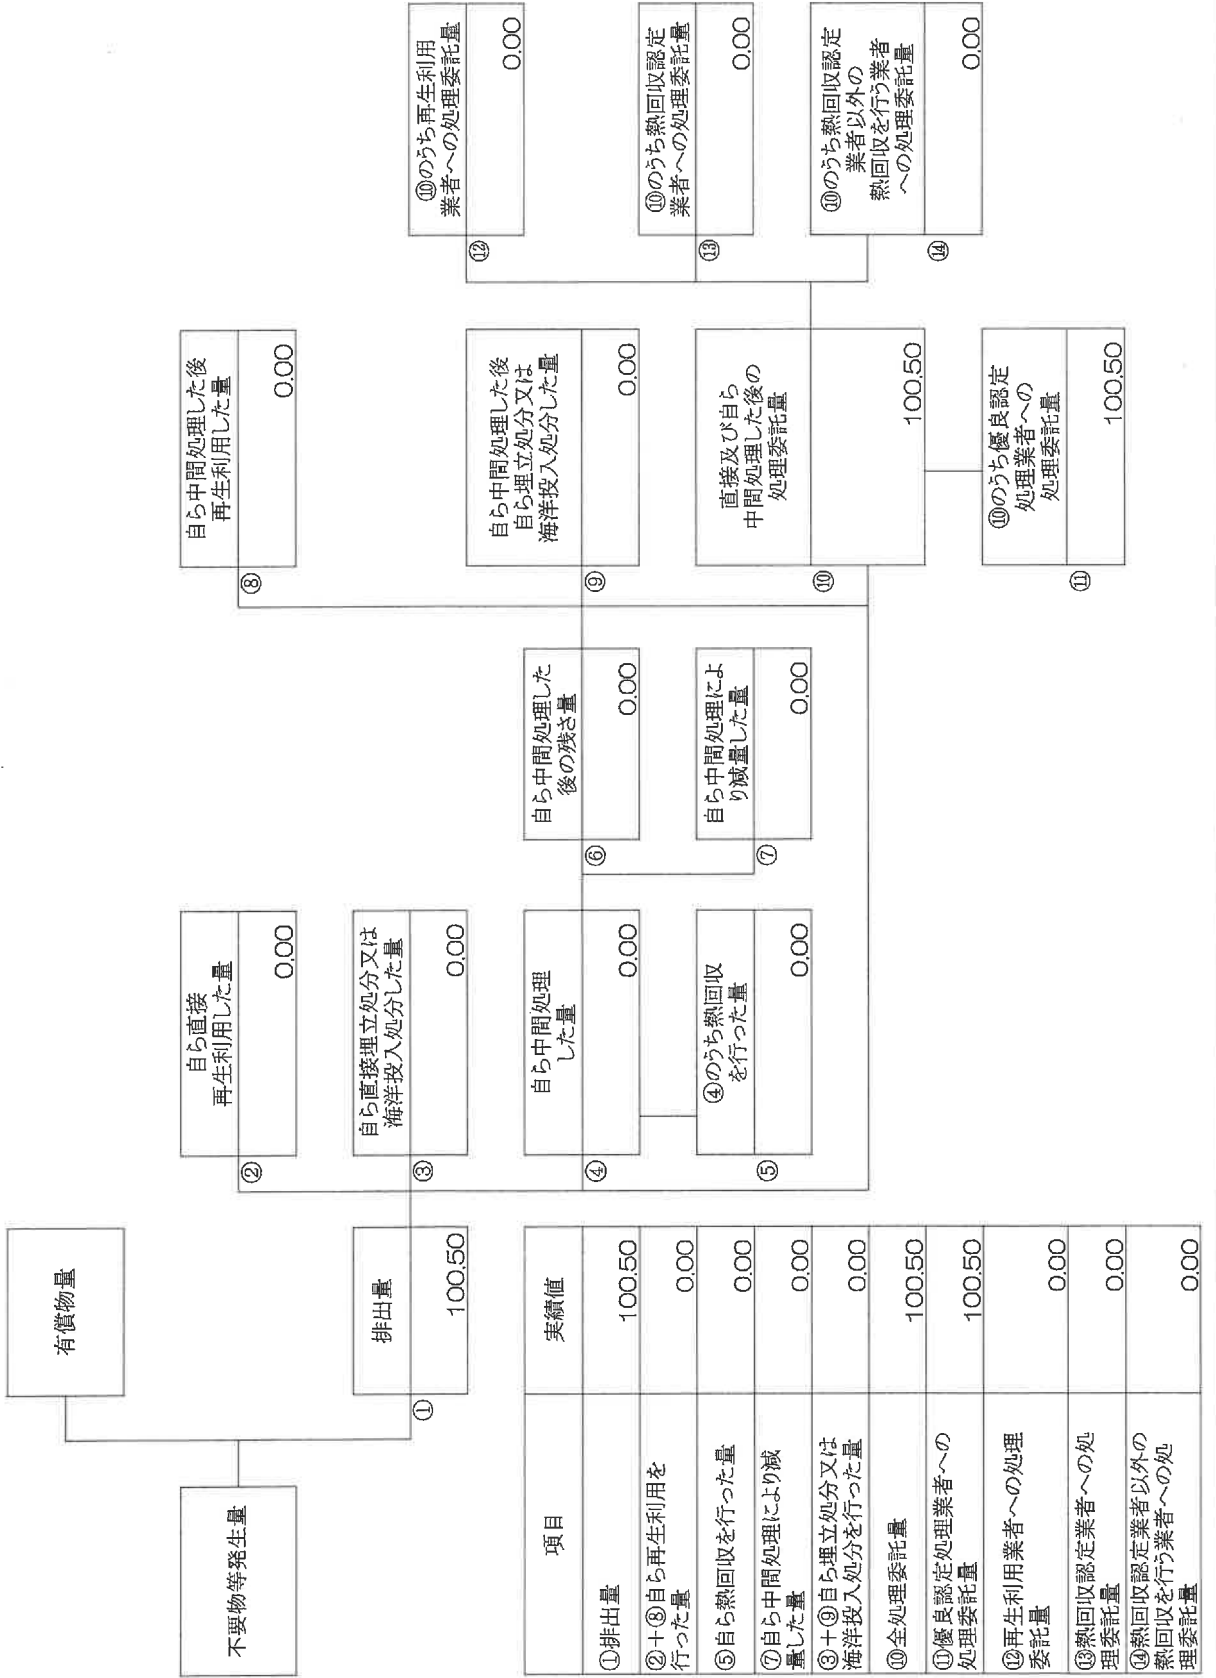 不要物等発生量
有償物量
①
排出量
100.50
②
自ら直接
再生利用した量
0.00
③
自ら直接埋立処分又は
海洋投入処分した量
0.00
④
自ら中間処理
した量
0.00
⑤
④のうち熱回収
を行った量
0.00
⑥
自ら中間処理した
後の残さ量
0.00
⑦
自ら中間処理によ
り減量した量
0.00
⑧
自ら中間処理した後
再生利用した量
0.00
⑨
自ら中間処理した後
自ら埋立処分又は
海洋投入処分した量
0.00
⑩
直接及び自ら
中間処理した後の
処理委託量
100.50
⑪
⑩のうち優良認定
処理業者への
処理委託量
100.50
⑫
⑩のうち再生利用
業者への処理委託量
0.00
⑬
⑩のうち熱回収認定
業者への処理委託量
0.00
⑭
⑩のうち熱回収認定
業者以外の
熱回収を行う業者
への処理委託量
0.00
項目 実績値
①排出量 100.50
②+⑧自ら再生利用を
行った量 0.00
⑤自ら熱回収を行った量 0.00
⑦自ら中間処理により減
量した量 0.00
③+⑨自ら埋立処分又は
海洋投入処分を行った量 0.00
⑩全処理委託量 100.50
⑪優良認定処理業者への
処理委託量 100.50
⑫再生利用業者への処理
委託量 0.00
⑬熱回収認定業者への処
理委託量 0.00
⑭熱回収認定業者以外の
熱回収を行う業者への処
理委託量 0.00